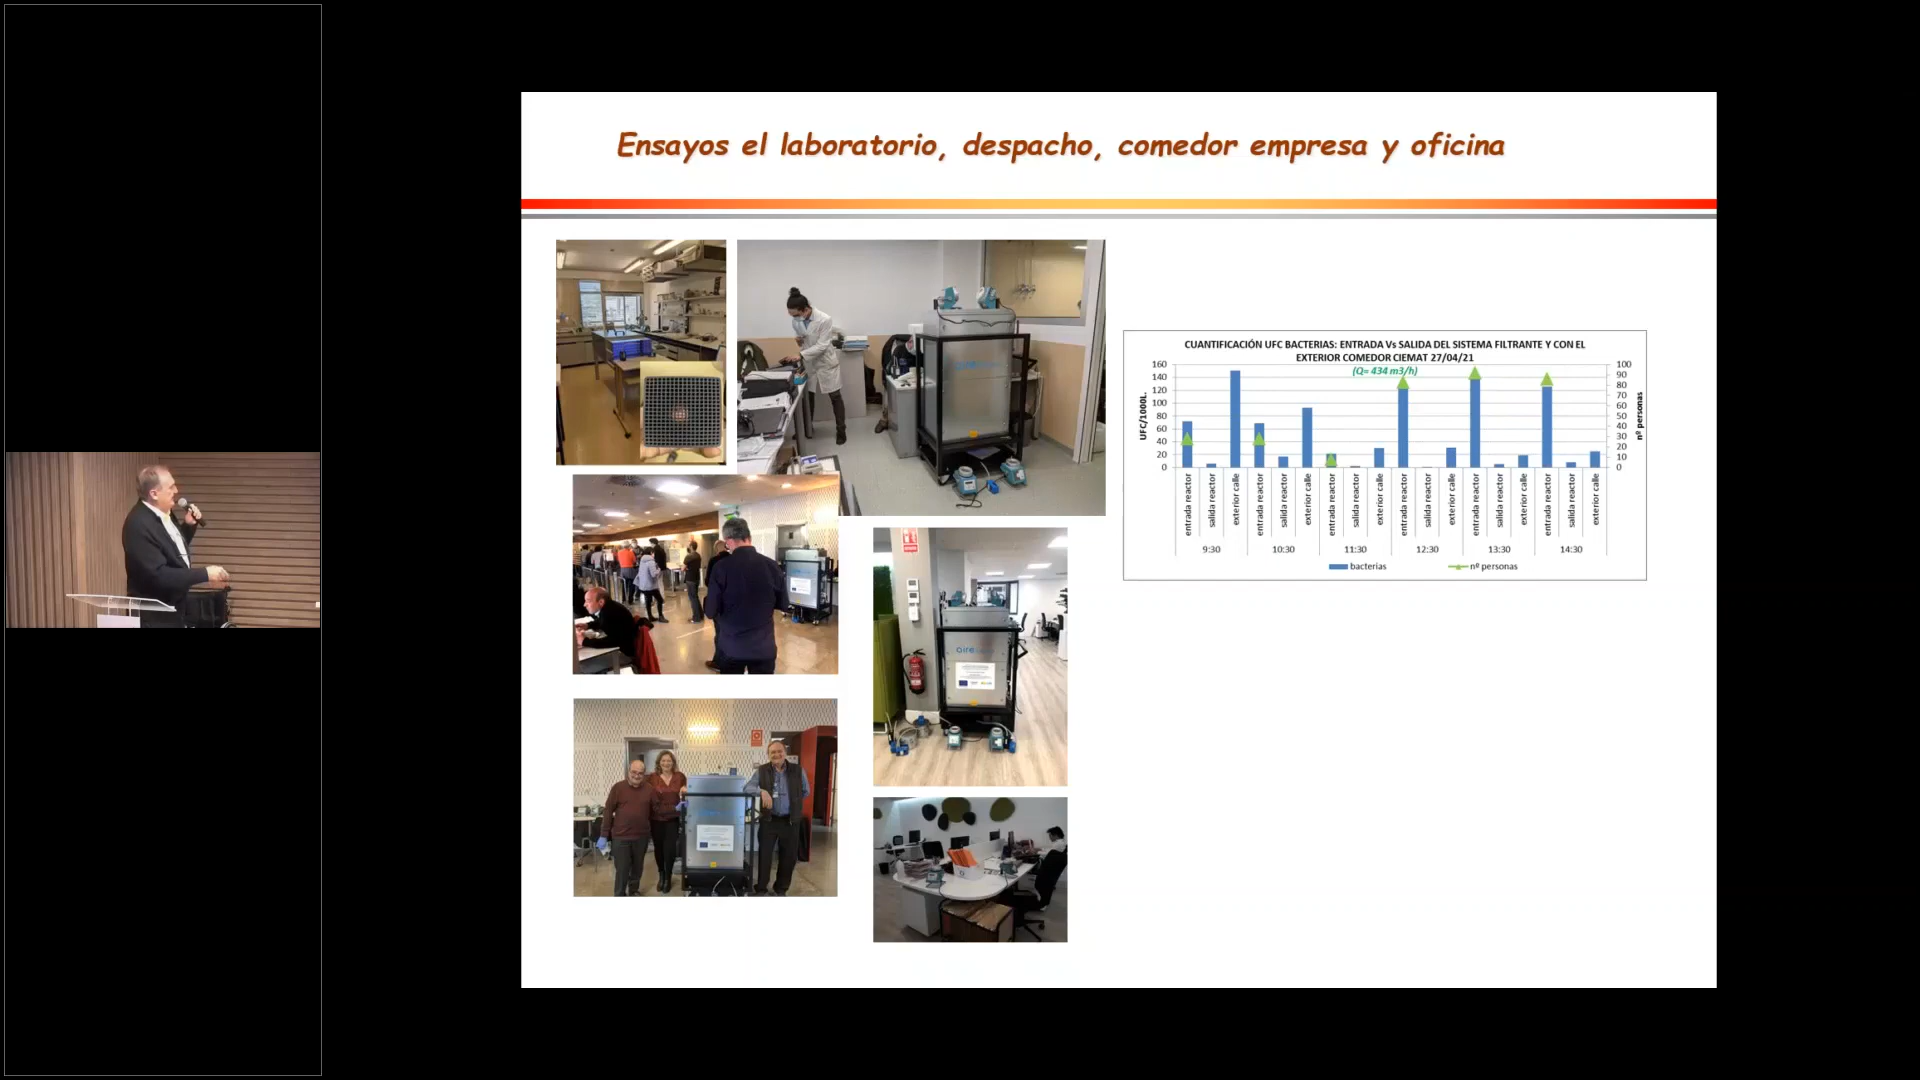 Ensayos el laboratorio, despacho, comedor empresa y oficina
CUANTIFICACIÓN UFC BACTERIAS: ENTRADA Vs SALIDA DEL SISTEMA FILTRANTE Y CON EL
EXTERIOR COMEDOR CIEMAT 27/04/21
(Q= 434 m3/h)
UFC/1000L.
160
140
120
100
80
60
40
20
0
100
90
80
70
60
50
40
30
20
10
0
nº personas
entrada reactor
salida reactor
exterior calle
entrada reactor
salida reactor
exterior calle
entrada reactor
salida reactor
exterior calle
entrada reactor
salida reactor
exterior calle
entrada reactor
salida reactor
exterior calle
entrada reactor
salida reactor
exterior calle
9:30 10:30 11:30 12:30 13:30 14:30
bacterias nº personas
aire